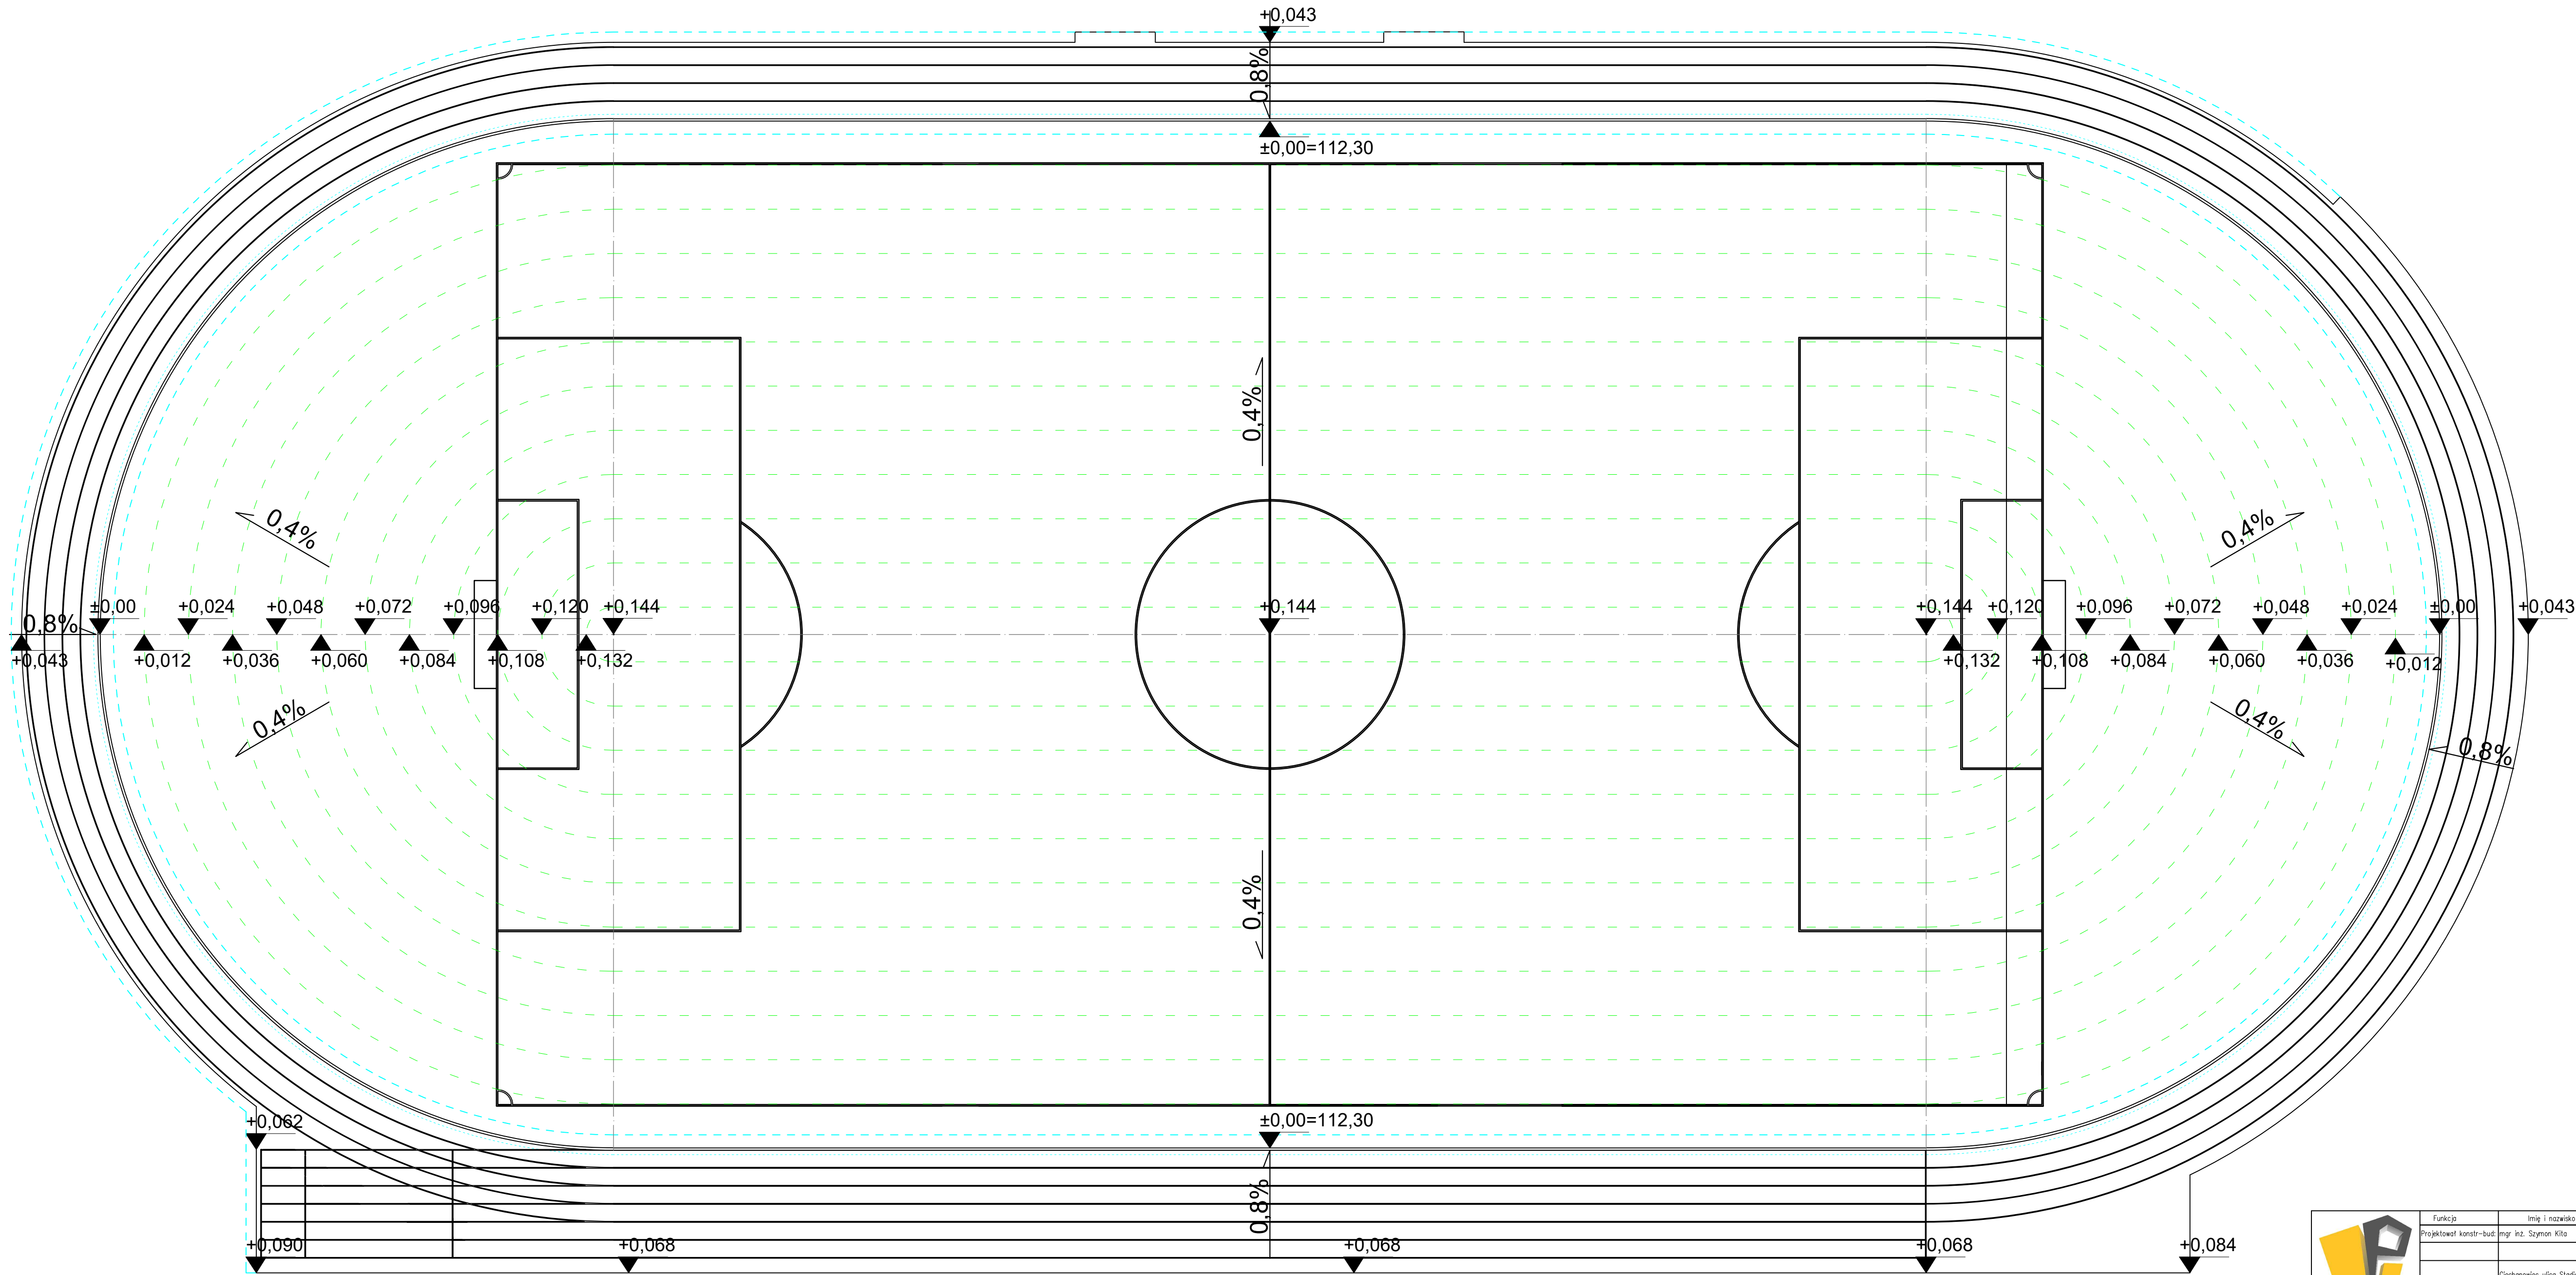 +0,043
0,8%
±0,00=112,30
0,4%
0,4% 0,4%
0,8% ±0,00 +0,024 +0,048 +0,072 +0,096 +0,120 +0,144 +0,144 +0,144 +0,120 +0,096 +0,072 +0,048 +0,024 ±0,00 +0,043
+0,043 +0,012 +0,036 +0,060 +0,084 +0,108 +0,132 +0,132 +0,108 +0,084 +0,060 +0,036 +0,012
0,4% 0,4%
0,8%
0,4%
+0,062 ±0,00=112,30
0,8%
+0,090 +0,068 +0,068 +0,068 +0,084
Funkcja Imię i nazwisko
Projektował konstr-bud: mgr inż. Szymon Kita